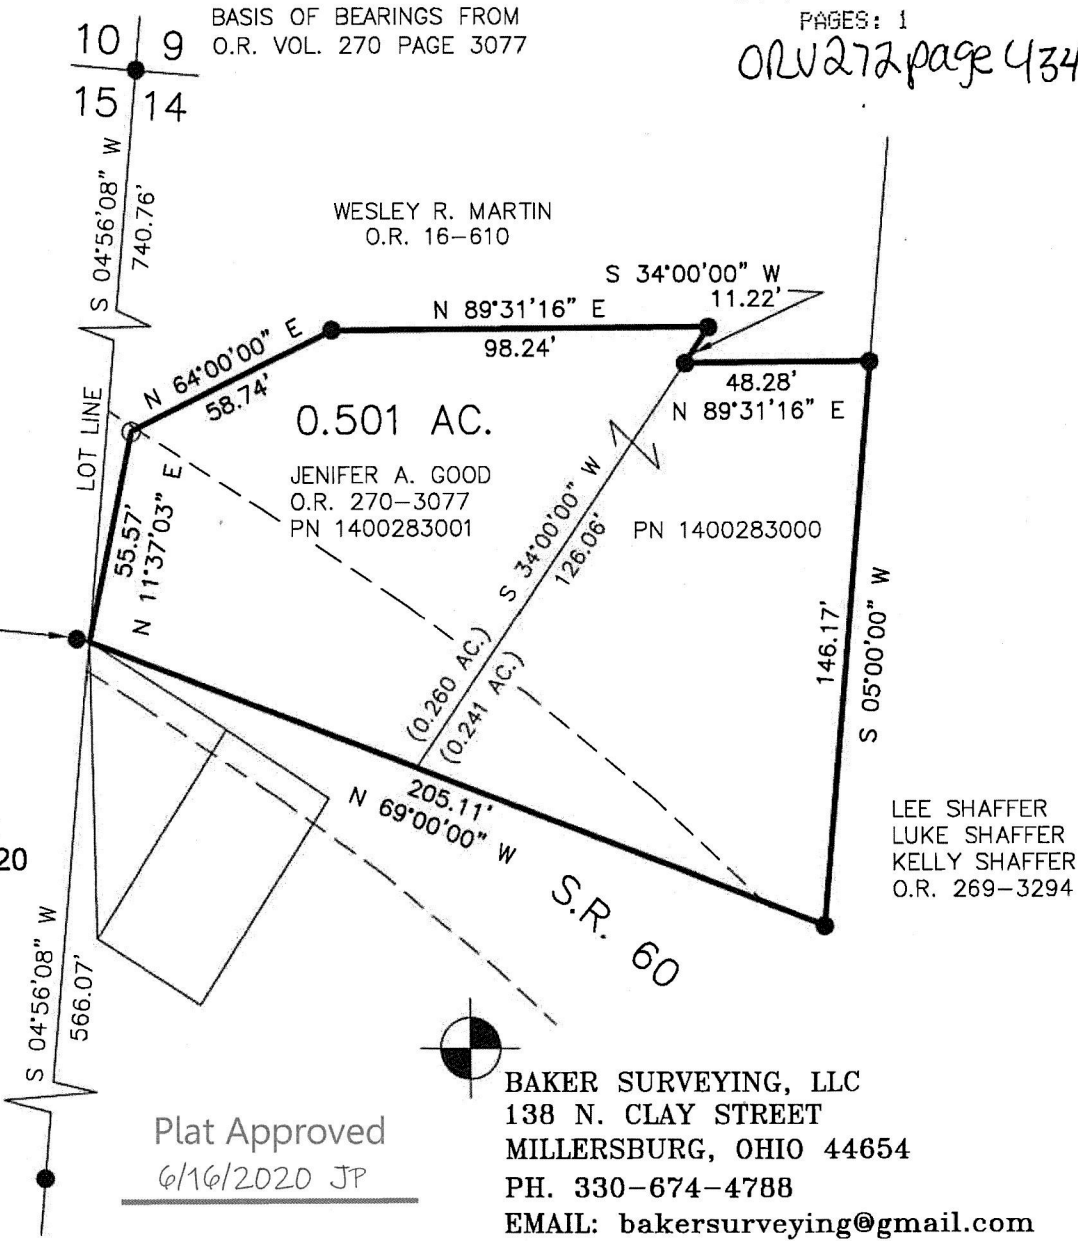 BASIS OF BEARINGS FROM
O.R. VOL. 270 PAGE 3077
PAGES: 1
ORV272page434
10 9
15 14
S 04°56'08" W
740.76'
WESLEY R. MARTIN
O.R. 16-610
S 34°00'00" W
11.22'
N 89°31'16" E
98.24'
N 64°00'00" E
58.74'
48.28'
N 89°31'16" E
LOT LINE
0.501 AC.
JENIFER A. GOOD
O.R. 270-3077
PN 1400283001
55.57'
N 11°37'03" E
S 34°00'00" W
126.06'
PN 1400283000
146.17'
S 05°00'00" W
(0.260 AC.)
(0.241 AC.)
205.11'
N 69°00'00" W
S.R. 60
LEE SHAFFER
LUKE SHAFFER
KELLY SHAFFER
O.R. 269-3294
20
S 04°56'08" W
566.07'
Plat Approved
6/16/2020 JP
BAKER SURVEYING, LLC
138 N. CLAY STREET
MILLERSBURG, OHIO 44654
PH. 330-674-4788
EMAIL: bakersurveying@gmail.com